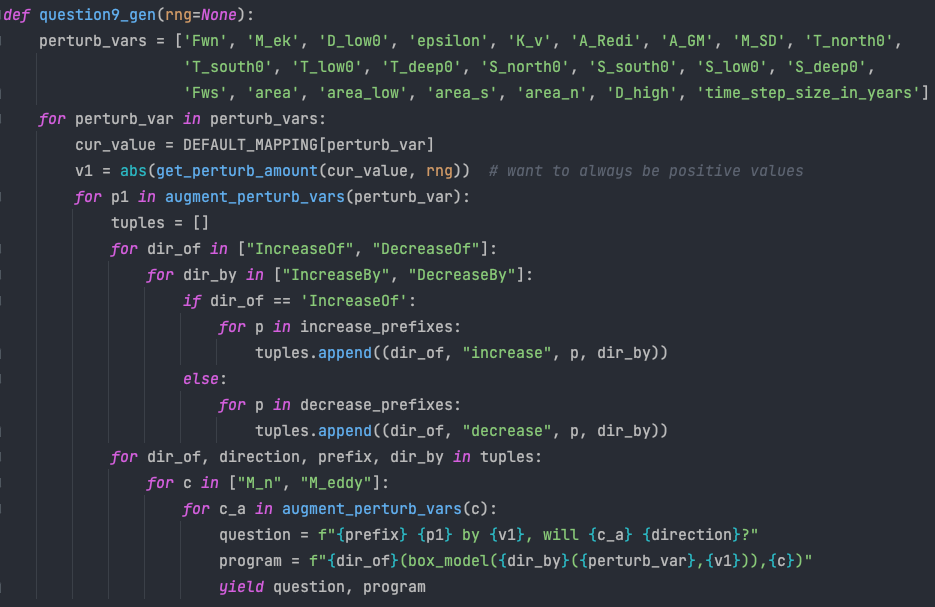 def question9_gen(rng=None):
    perturb_vars = ['Fwn', 'M_ek', 'D_low0', 'epsilon', 'K_v', 'A_Redi', 'A_GM', 'M_SD', 'T_north0',
                    'T_south0', 'T_low0', 'T_deep0', 'S_north0', 'S_south0', 'S_low0', 'S_deep0',
                    'Fws', 'area', 'area_low', 'area_s', 'area_n', 'D_high', 'time_step_size_in_years']
    for perturb_var in perturb_vars:
        cur_value = DEFAULT_MAPPING[perturb_var]
        v1 = abs(get_perturb_amount(cur_value, rng))  # want to always be positive values
        for p1 in augment_perturb_vars(perturb_var):
            tuples = []
            for dir_of in ["IncreaseOf", "DecreaseOf"]:
                for dir_by in ["IncreaseBy", "DecreaseBy"]:
                    if dir_of == 'IncreaseOf':
                        for p in increase_prefixes:
                            tuples.append((dir_of, "increase", p, dir_by))
                    else:
                        for p in decrease_prefixes:
                            tuples.append((dir_of, "decrease", p, dir_by))
            for dir_of, direction, prefix, dir_by in tuples:
                for c in ["M_n", "M_eddy"]:
                    for c_a in augment_perturb_vars(c):
                        question = f"{prefix} {p1} by {v1}, will {c_a} {direction}?"
                        program = f"{dir_of}(box_model({dir_by}({perturb_var},{v1})),{c})"
                        yield question, program